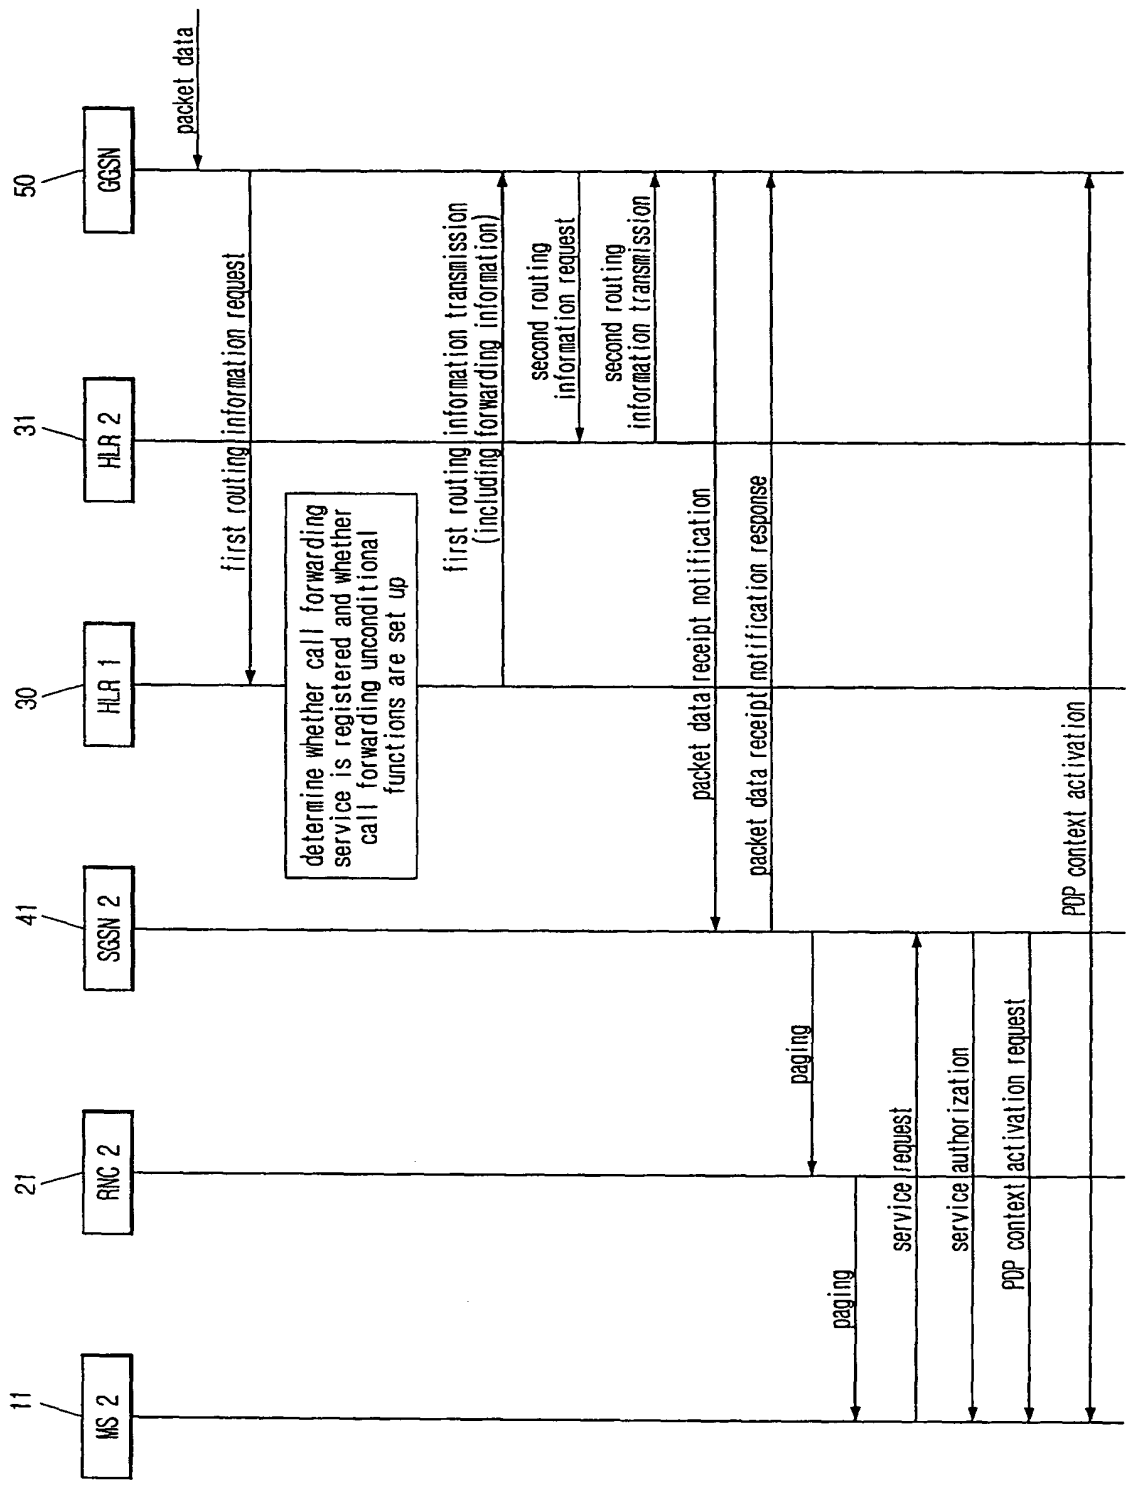 11
MS 2
21
RNC 2
41
SGSN 2
30
HLR 1
31
HLR 2
50
GGSN
packet data
first routing information request
determine whether call forwarding
service is registered and whether
call forwarding unconditional
functions are set up
first routing information transmission
(including forwarding information)
second routing
information request
second routing
information transmission
packet data receipt notification
packet data receipt notification response
paging
paging
service request
service authorization
PDP context activation request
PDP context activation